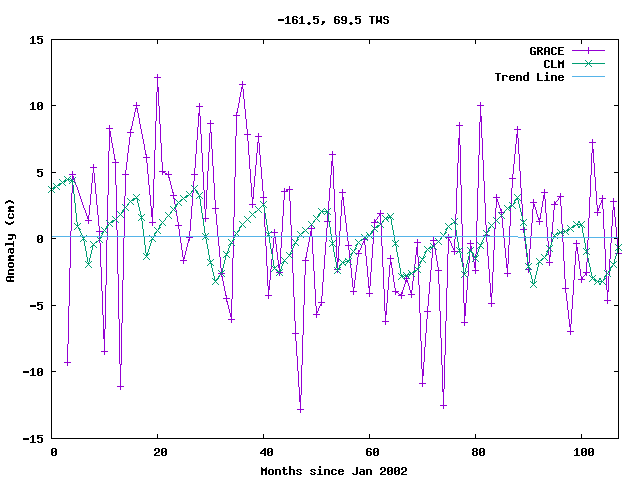 -161.5, 69.5 TWS
15
10
5
0
-5
-10
-15
Anomaly (cm)
GRACE
CLM
Trend Line
0 20 40 60 80 100
Months since Jan 2002